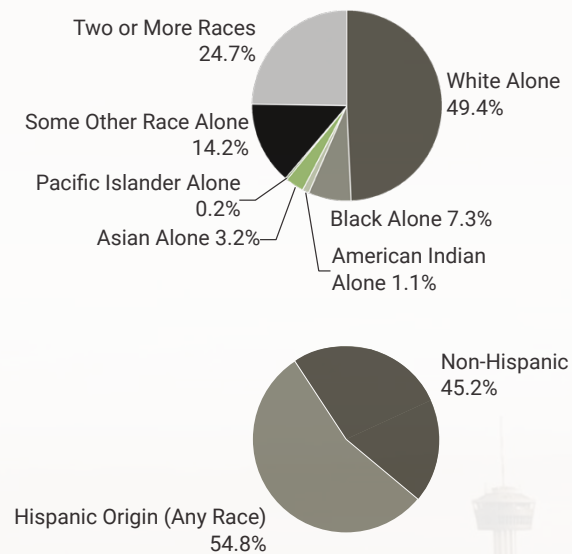 Two or More Races
24.7%
White Alone
49.4%
Some Other Race Alone
14.2%
Pacific Islander Alone
0.2%
Asian Alone 3.2%
Black Alone 7.3%
American Indian
Alone 1.1%
Non-Hispanic
45.2%
Hispanic Origin (Any Race)
54.8%